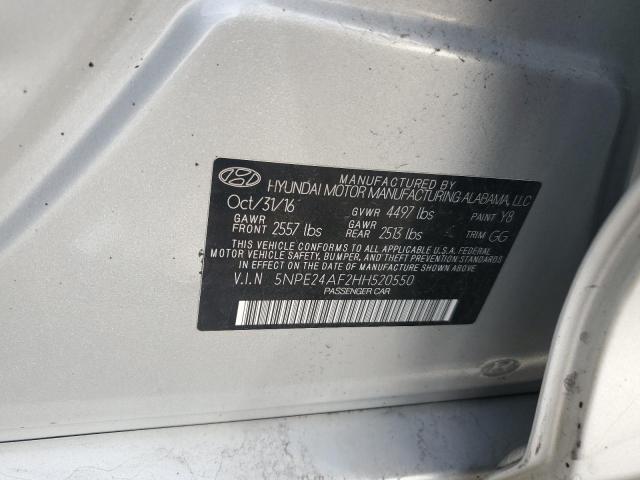 MANUFACTURED BY
HYUNDAI MOTOR MANUFACTURING ALABAMA, LLC
Oct/31/16 GVWR 4497 lbs PAINT Y8
GAWR FRONT 2557 lbs GAWR REAR 2513 lbs TRIM GG
THIS VEHICLE CONFORMS TO ALL APPLICABLE U.S.A. FEDERAL
MOTOR VEHICLE SAFETY, BUMPER, AND THEFT PREVENTION STANDARDS
IN EFFECT ON THE DATE OF MANUFACTURE SHOWN ABOVE.
V.I.N 5NPE24AF2HH520550
PASSENGER CAR